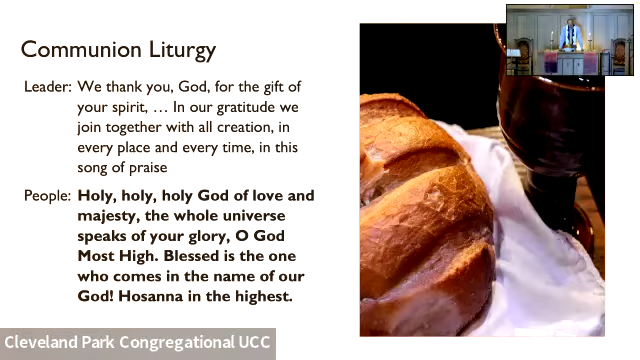 Communion Liturgy
Leader: We thank you, God, for the gift of
your spirit, … In our gratitude we
join together with all creation, in
every place and every time, in this
song of praise
People: Holy, holy, holy God of love and
majesty, the whole universe
speaks of your glory, O God
Most High. Blessed is the one
who comes in the name of our
God! Hosanna in the highest.
Cleveland Park Congregational UCC